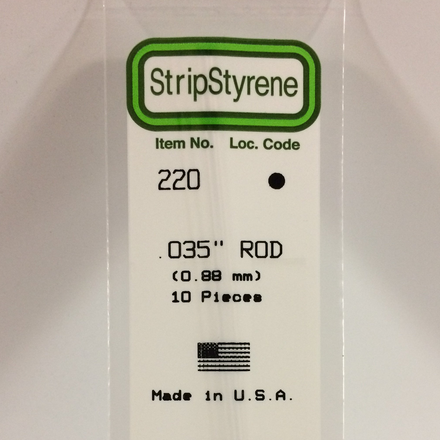 StripStyrene
Item No. Loc. Code
220
.035" ROD
(0.88 mm)
10 Pieces
Made in U.S.A.